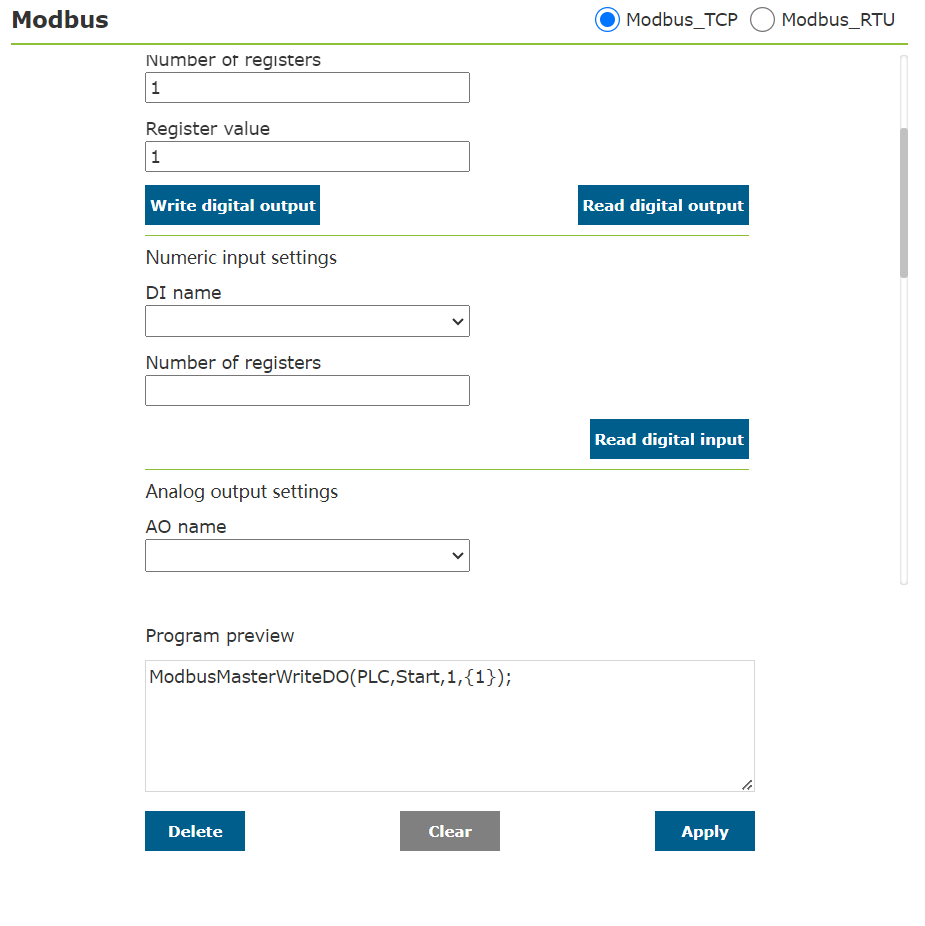 Modbus
Modbus_TCP Modbus_RTU
Number of registers
1
Register value
1
Write digital output Read digital output
Numeric input settings
DI name
Number of registers
Read digital input
Analog output settings
AO name
Program preview
ModbusMasterWriteDO(PLC,Start,1,{1});
Delete Clear Apply